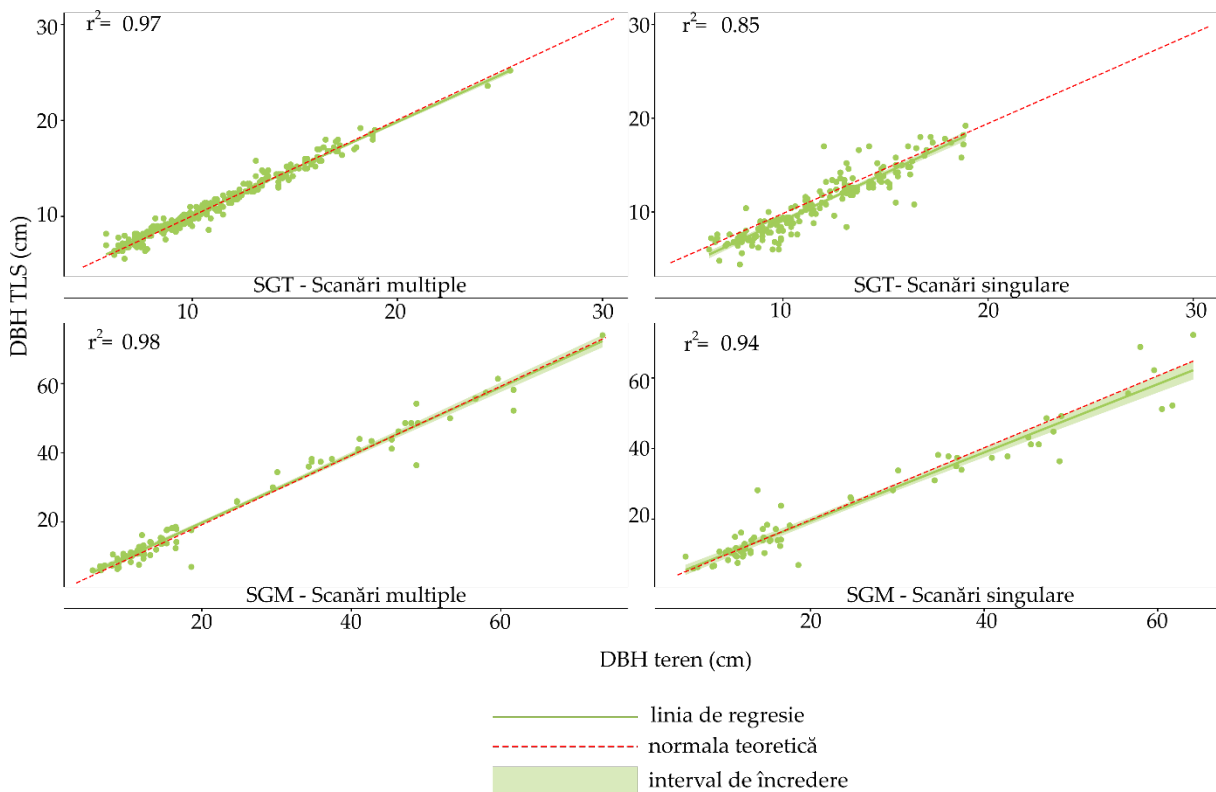 r²= 0.97
r²= 0.85
30
20
10
30
20
10
SGT - Scanări multiple
SGT- Scanări singulare
10
20
30
10
20
30
DBH TLS (cm)
r²= 0.98
r²= 0.94
60
40
20
60
40
20
SGM - Scanări multiple
SGM - Scanări singulare
20
40
60
20
40
60
DBH teren (cm)
linia de regresie
normala teoretică
interval de încredere